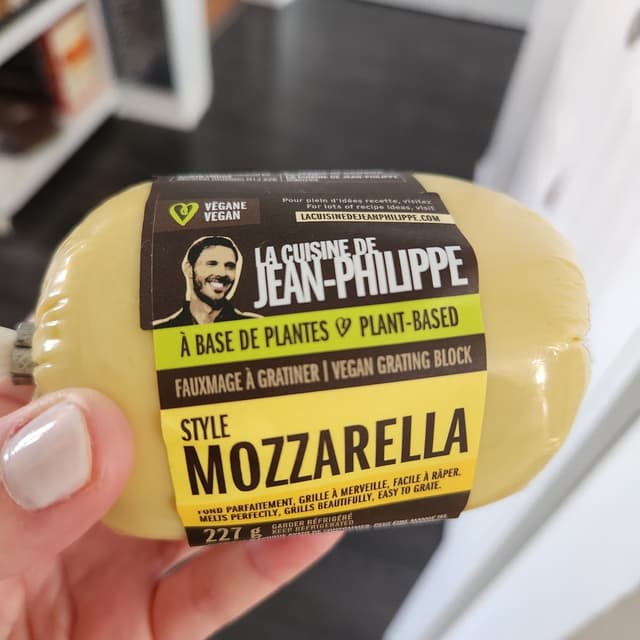 VÉGANE
VEGAN
Pour plein d'idées recette, visitez
For lots of recipe ideas, visit
LACUISINEDEJEANPHILIPPE.COM
LA CUISINE DE
JEAN-PHILIPPE
À BASE DE PLANTES PLANT-BASED
FAUXMAGE À GRATINER | VEGAN GRATING BLOCK
STYLE
MOZZARELLA
FOND PARFAITEMENT, GRILLE À MERVEILLE, FACILE À RÂPER.
MELTS PERFECTLY, GRILLS BEAUTIFULLY, EASY TO GRATE.
227 g
GARDER RÉFRIGÉRÉ
KEEP REFRIGERATED